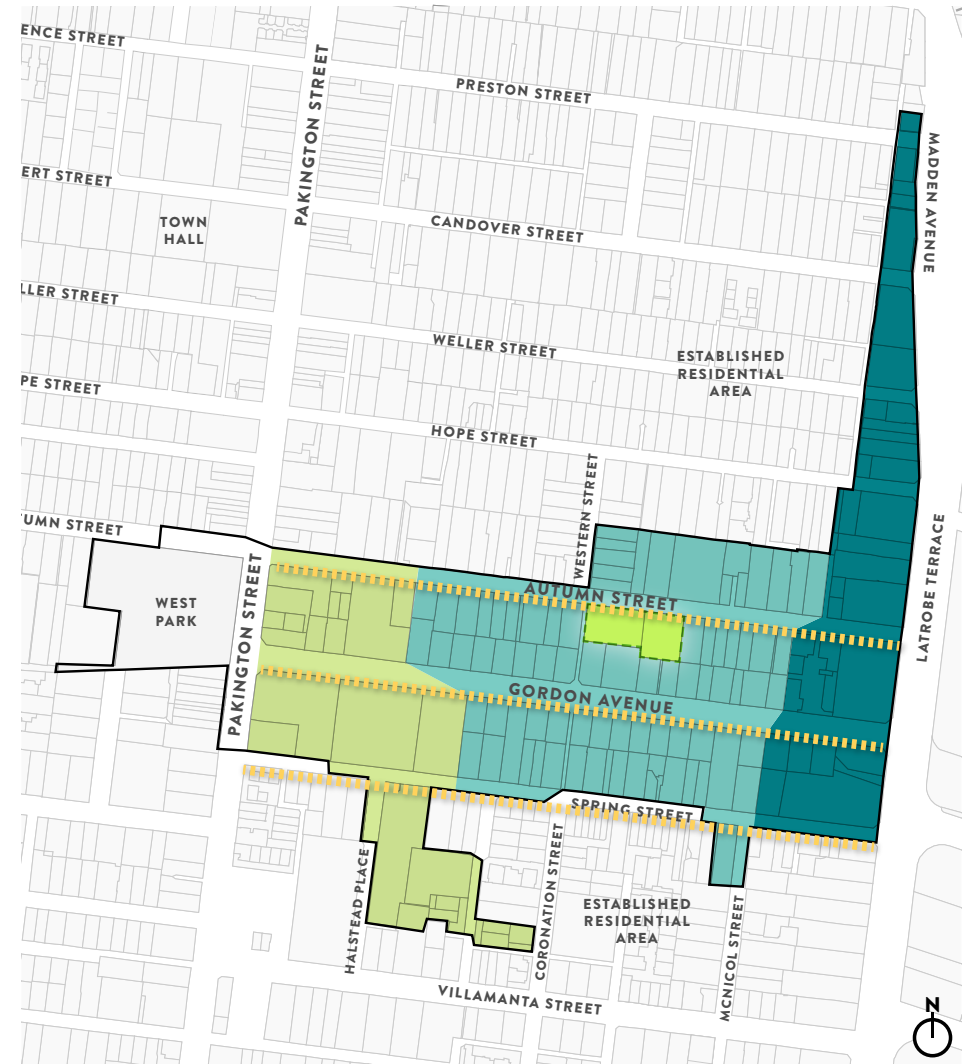 ENCE STREET
PAKINGTON STREET
PRESTON STREET
MADDEN AVENUE
ERT STREET
TOWN
HALL
CANDOVER STREET
LLER STREET
WELLER STREET
ESTABLISHED
RESIDENTIAL
AREA
PE STREET
HOPE STREET
WESTERN STREET
UMN STREET
LATROBE TERRACE
WEST
PARK
PAKINGTON STREET
AUTUMN STREET
GORDON AVENUE
SPRING STREET
HALSTEAD PLACE
CORONATION STREET
ESTABLISHED
RESIDENTIAL
AREA
MCNICOL STREET
VILLAMANTA STREET
N